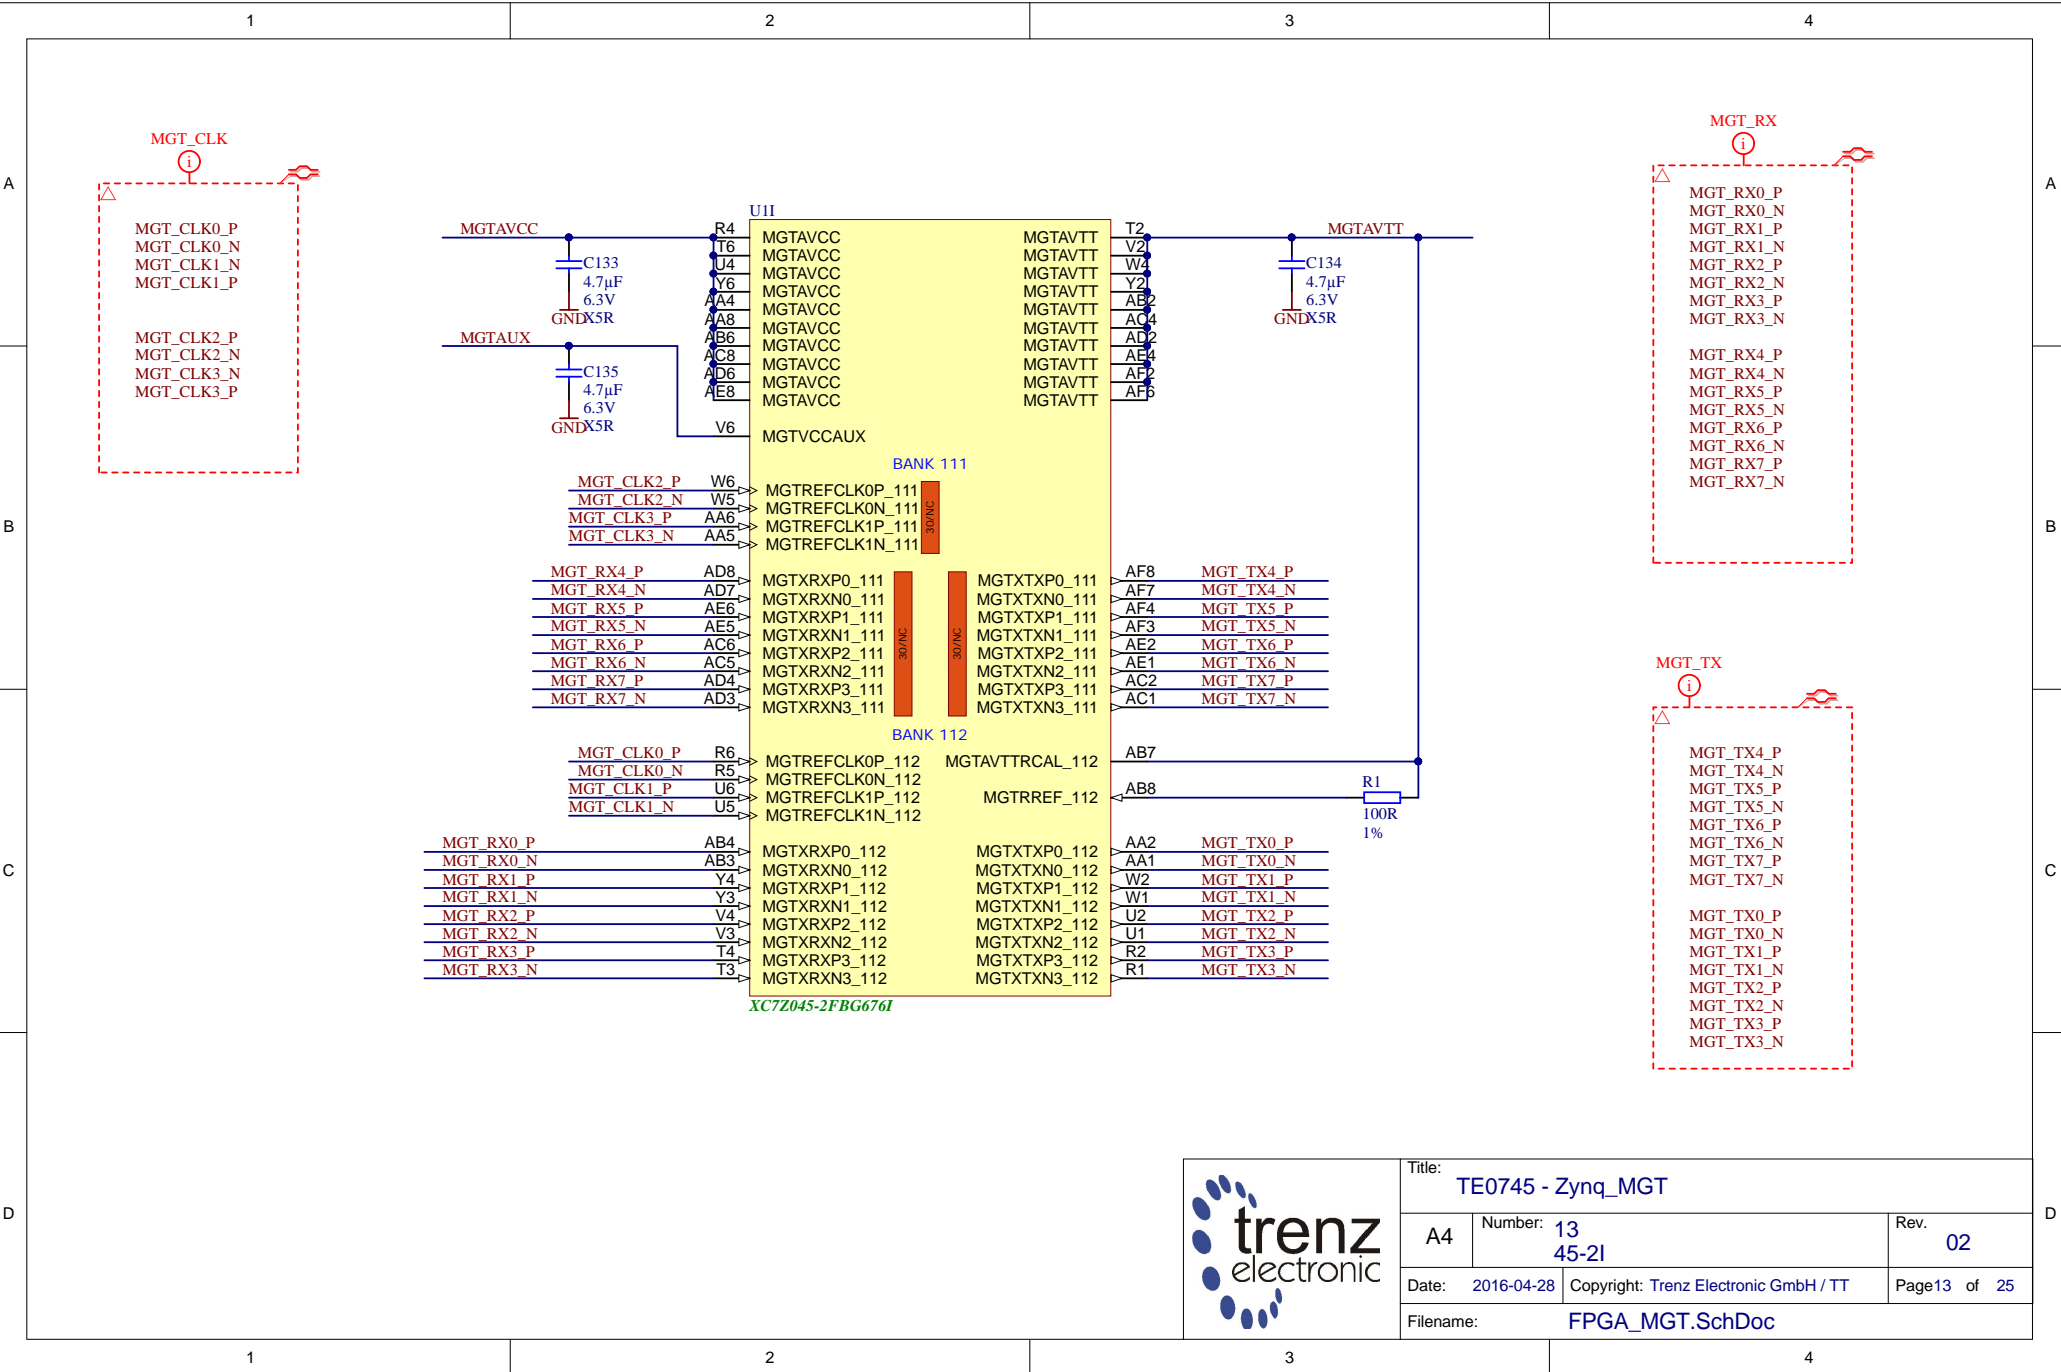 1 2 3 4
A A
B B
C C
D D
1 2 3 4
MGT_CLK
i
MGT_CLK0_P
MGT_CLK0_N
MGT_CLK1_N
MGT_CLK1_P
MGT_CLK2_P
MGT_CLK2_N
MGT_CLK3_N
MGT_CLK3_P
MGTAVCC
C133
4.7µF
6.3V
GND X5R
MGTAUX
C135
4.7µF
6.3V
GND X5R
U1I
R4 MGTAVCC MGTAVTT T2
T6 MGTAVCC MGTAVTT V2
U4 MGTAVCC MGTAVTT W4
Y6 MGTAVCC MGTAVTT Y2
AA4 MGTAVCC MGTAVTT AB2
AA8 MGTAVCC MGTAVTT AC4
AB6 MGTAVCC MGTAVTT AD2
AC8 MGTAVCC MGTAVTT AE4
AD6 MGTAVCC MGTAVTT AF2
AE8 MGTAVCC MGTAVTT AF6
V6 MGTVCCAUX
MGTAVTT
C134
4.7µF
6.3V
GND X5R
BANK 111
MGT_CLK2_P W6 MGTREFCLK0P_111
MGT_CLK2_N W5 MGTREFCLK0N_111
MGT_CLK3_P AA6 MGTREFCLK1P_111
MGT_CLK3_N AA5 MGTREFCLK1N_111
30/NC
MGT_RX4_P AD8 MGTXRXP0_111 MGTXTXP0_111 AF8 MGT_TX4_P
MGT_RX4_N AD7 MGTXRXN0_111 MGTXTXN0_111 AF7 MGT_TX4_N
MGT_RX5_P AE6 MGTXRXP1_111 MGTXTXP1_111 AF4 MGT_TX5_P
MGT_RX5_N AE5 MGTXRXN1_111 MGTXTXN1_111 AF3 MGT_TX5_N
MGT_RX6_P AC6 MGTXRXP2_111 MGTXTXP2_111 AE2 MGT_TX6_P
MGT_RX6_N AC5 MGTXRXN2_111 MGTXTXN2_111 AE1 MGT_TX6_N
MGT_RX7_P AD4 MGTXRXP3_111 MGTXTXP3_111 AC2 MGT_TX7_P
MGT_RX7_N AD3 MGTXRXN3_111 MGTXTXN3_111 AC1 MGT_TX7_N
30/NC 30/NC
BANK 112
MGT_CLK0_P R6 MGTREFCLK0P_112 MGTAVTTRCAL_112 AB7
MGT_CLK0_N R5 MGTREFCLK0N_112
MGT_CLK1_P U6 MGTREFCLK1P_112 MGTRREF_112 AB8
MGT_CLK1_N U5 MGTREFCLK1N_112
R1
100R
1%
MGT_RX0_P AB4 MGTXRXP0_112 MGTXTXP0_112 AA2 MGT_TX0_P
MGT_RX0_N AB3 MGTXRXN0_112 MGTXTXN0_112 AA1 MGT_TX0_N
MGT_RX1_P Y4 MGTXRXP1_112 MGTXTXP1_112 W2 MGT_TX1_P
MGT_RX1_N Y3 MGTXRXN1_112 MGTXTXN1_112 W1 MGT_TX1_N
MGT_RX2_P V4 MGTXRXP2_112 MGTXTXP2_112 U2 MGT_TX2_P
MGT_RX2_N V3 MGTXRXN2_112 MGTXTXN2_112 U1 MGT_TX2_N
MGT_RX3_P T4 MGTXRXP3_112 MGTXTXP3_112 R2 MGT_TX3_P
MGT_RX3_N T3 MGTXRXN3_112 MGTXTXN3_112 R1 MGT_TX3_N
XC7Z045-2FBG676I
MGT_RX
i
MGT_RX0_P
MGT_RX0_N
MGT_RX1_P
MGT_RX1_N
MGT_RX2_P
MGT_RX2_N
MGT_RX3_P
MGT_RX3_N
MGT_RX4_P
MGT_RX4_N
MGT_RX5_P
MGT_RX5_N
MGT_RX6_P
MGT_RX6_N
MGT_RX7_P
MGT_RX7_N
MGT_TX
i
MGT_TX4_P
MGT_TX4_N
MGT_TX5_P
MGT_TX5_N
MGT_TX6_P
MGT_TX6_N
MGT_TX7_P
MGT_TX7_N
MGT_TX0_P
MGT_TX0_N
MGT_TX1_P
MGT_TX1_N
MGT_TX2_P
MGT_TX2_N
MGT_TX3_P
MGT_TX3_N
trenz
electronic
Title:
TE0745 - Zynq_MGT
A4 Number: 13
45-2I
Rev.
02
Date: 2016-04-28 Copyright: Trenz Electronic GmbH / TT Page13 of 25
Filename: FPGA_MGT.SchDoc